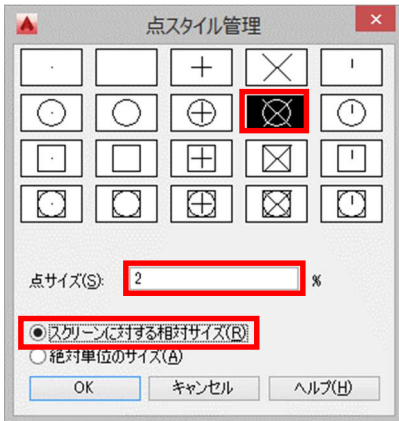 点スタイル管理
点サイズ(S): 2 %
スクリーンに対する相対サイズ(R)
絶対単位のサイズ(A)
OK キャンセル ヘルプ(H)